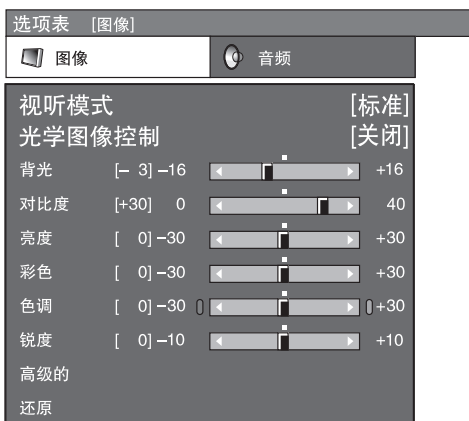 选项表 [图像]
图像 音频
视听模式 [标准]
光学图像控制 [关闭]
背光 [– 3] –16 +16
对比度 [+30] 0 40
亮度 [ 0] –30 +30
彩色 [ 0] –30 +30
色调 [ 0] –30 +30
锐度 [ 0] –10 +10
高级的
还原